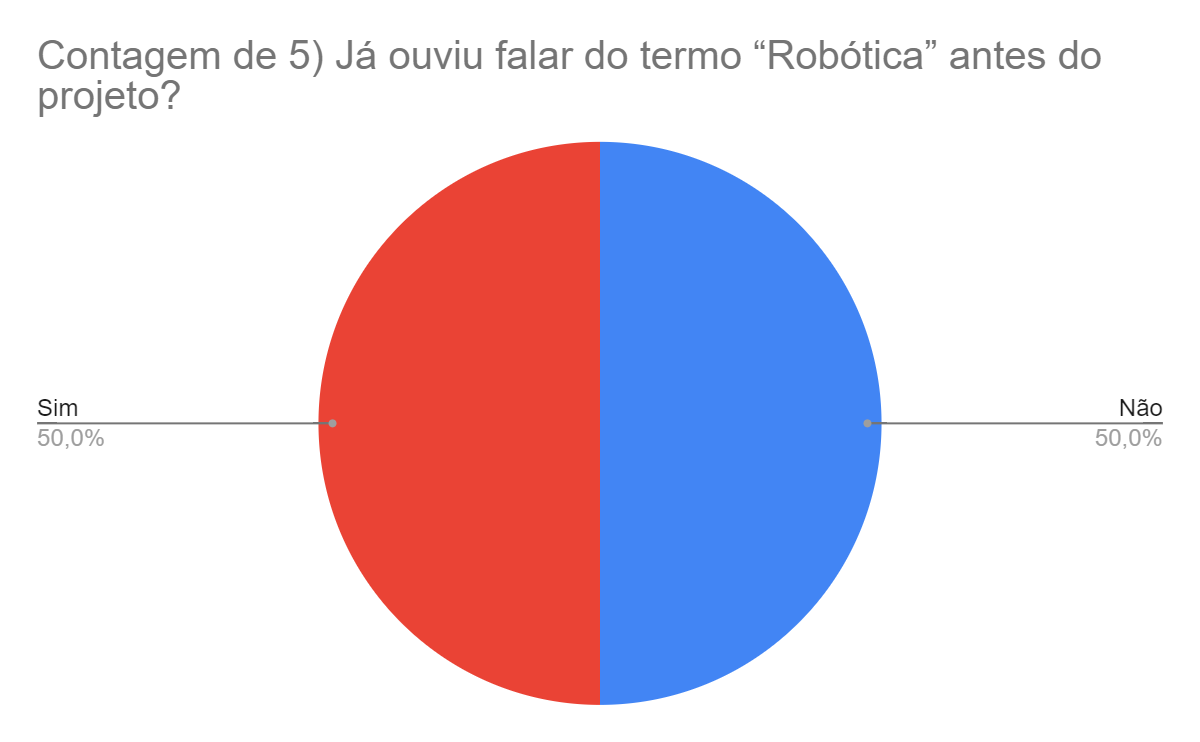 Contagem de 5) Já ouviu falar do termo “Robótica” antes do
projeto?
Sim
50,0%
Não
50,0%